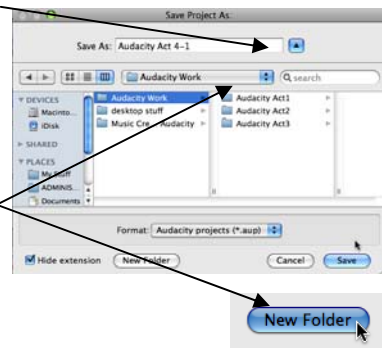 Save Project As:
Save As: Audacity Act 4-1
Audacity Work
search
DEVICES
Macinto...
iDisk
SHARED
PLACES
My Stuff
ADMINIS...
Documents
Audacity Work
desktop stuff
Music Cre... Audacity
Audacity Act1
Audacity Act2
Audacity Act3
Format: Audacity projects (*.aup)
Hide extension
New Folder
Cancel
Save
New Folder